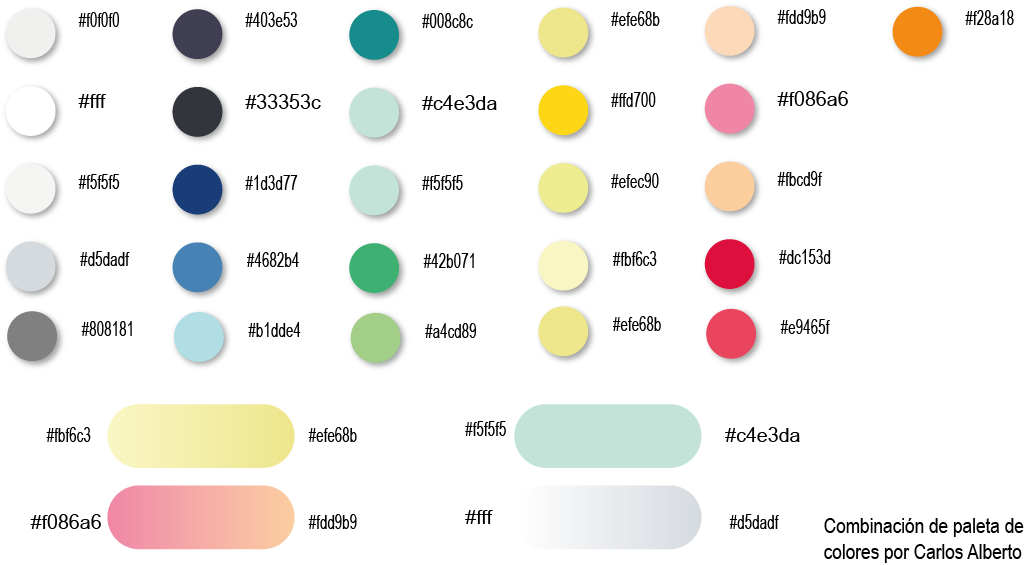 #f0f0f0
#403e53
#008c8c
#efe68b
#fdd9b9
#f28a18
#fff
#33353c
#c4e3da
#ffd700
#f086a6
#f5f5f5
#1d3d77
#f5f5f5
#efec90
#fbcd9f
#d5dadf
#4682b4
#42b071
#fbf6c3
#dc153d
#808181
#b1dde4
#a4cd89
#efe68b
#e9465f
#fbf6c3
#efe68b
#f5f5f5
#c4e3da
#f086a6
#fdd9b9
#fff
#d5dadf
Combinación de paleta de
colores por Carlos Alberto